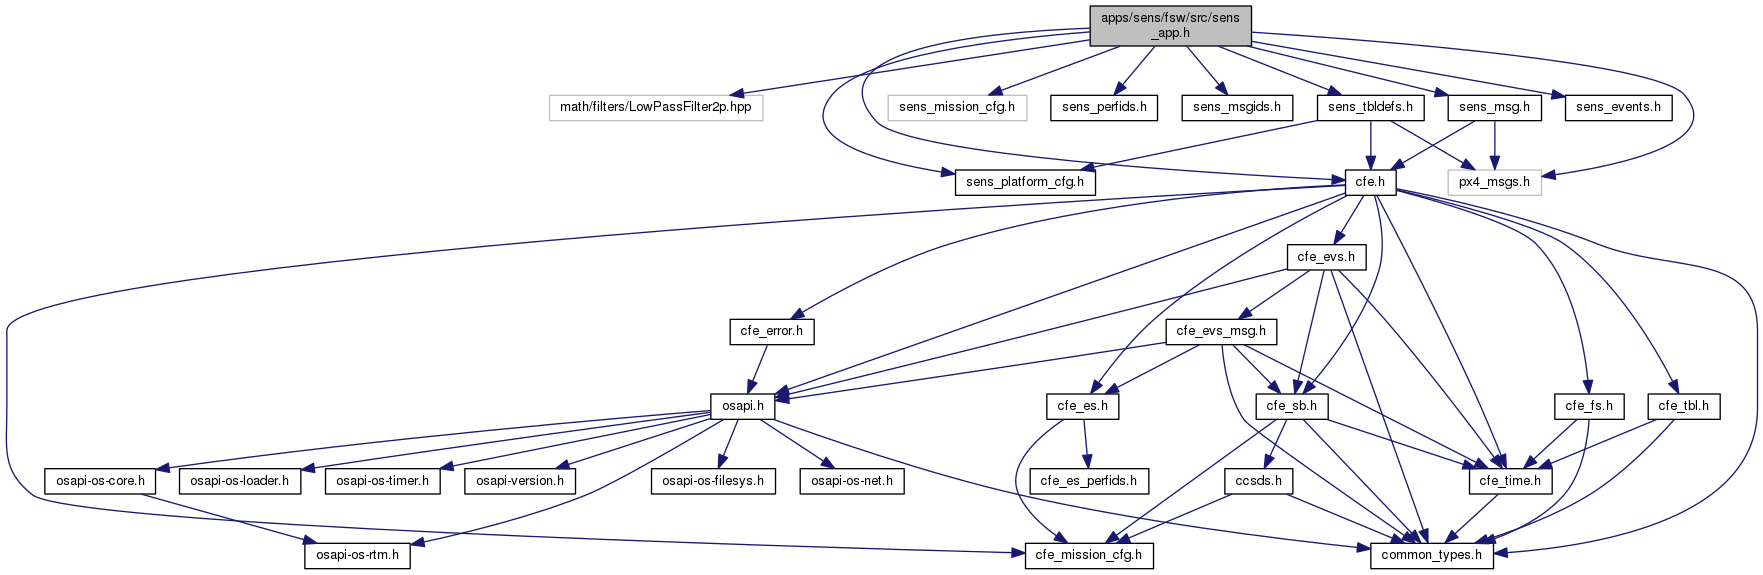 apps/sens/fsw/src/sens
_app.h
math/filters/LowPassFilter2p.hpp
sens_mission_cfg.h
sens_perfids.h
sens_msgids.h
sens_tbldefs.h
sens_msg.h
sens_events.h
sens_platform_cfg.h
cfe.h
px4_msgs.h
cfe_evs.h
cfe_error.h
cfe_evs_msg.h
osapi.h
cfe_es.h
cfe_sb.h
cfe_fs.h
cfe_tbl.h
osapi-os-core.h
osapi-os-loader.h
osapi-os-timer.h
osapi-version.h
osapi-os-filesys.h
osapi-os-net.h
cfe_es_perfids.h
ccsds.h
cfe_time.h
osapi-os-rtm.h
cfe_mission_cfg.h
common_types.h